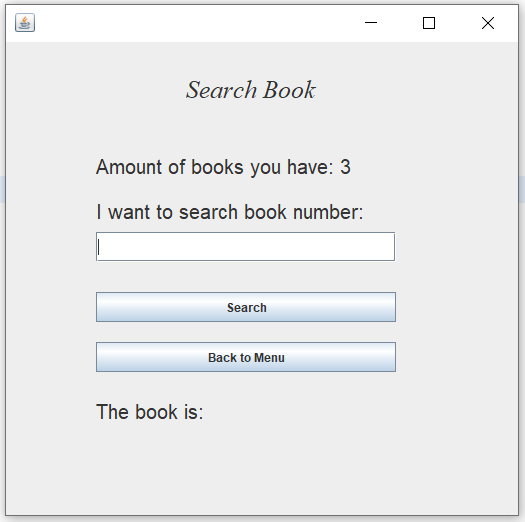 Search Book
Amount of books you have: 3
I want to search book number:
Search
Back to Menu
The book is: